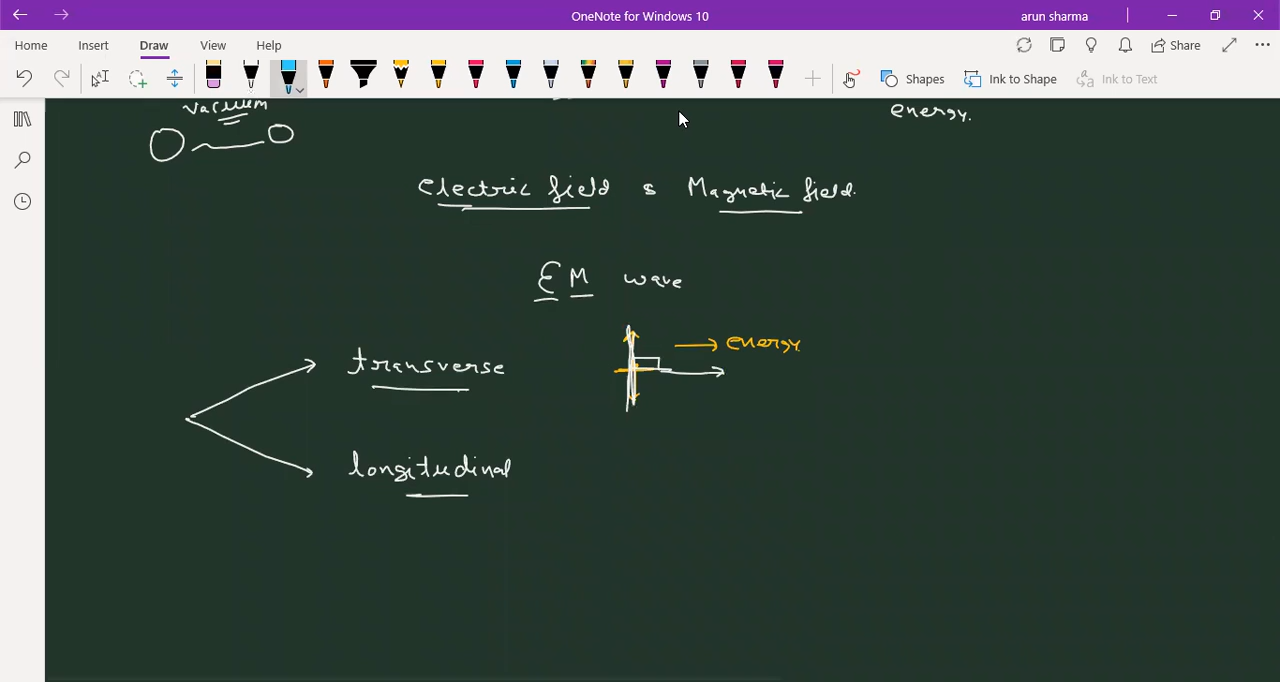 OneNote for Windows 10
arun sharma
Home Insert Draw View Help
Share
Shapes Ink to Shape Ink to Text
vacuum
energy.
Electric field & Magnetic field.
EM wave
energy
transverse
longitudinal